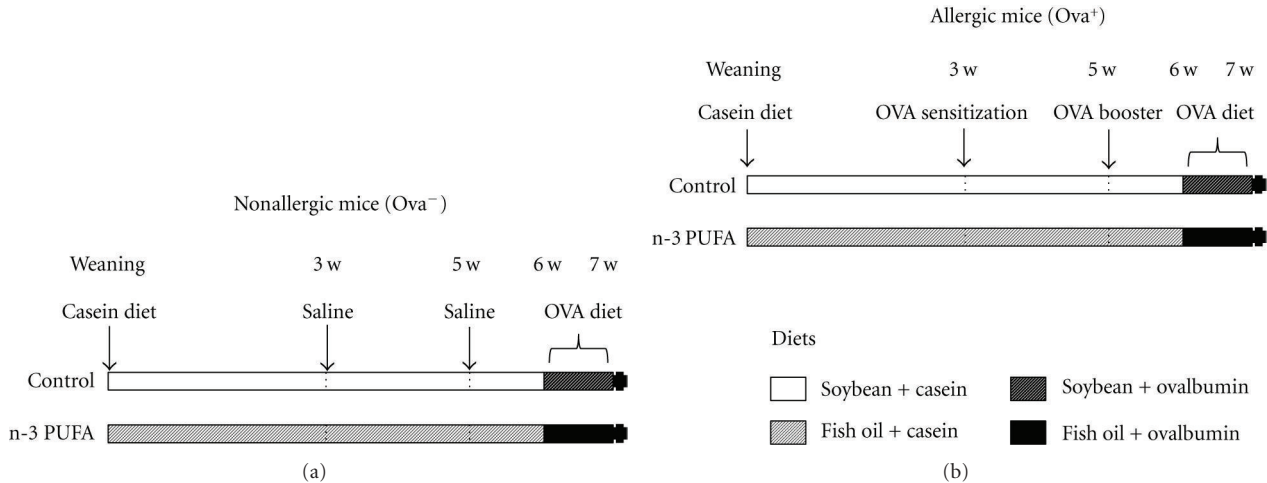 Nonallergic mice (Ova−)
Weaning 3 w 5 w 6 w 7 w
Casein diet Saline Saline OVA diet
Control
n-3 PUFA
(a)
Allergic mice (Ova+)
Weaning 3 w 5 w 6 w 7 w
Casein diet OVA sensitization OVA booster OVA diet
Control
n-3 PUFA
Diets
Soybean + casein Soybean + ovalbumin
Fish oil + casein Fish oil + ovalbumin
(b)